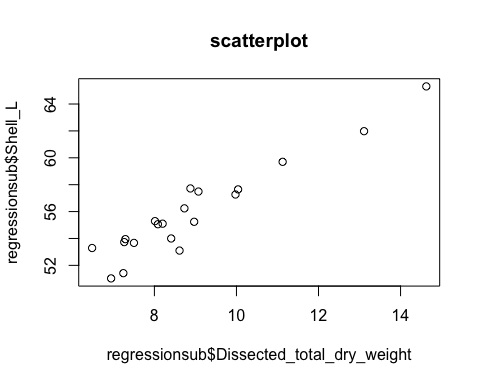 scatterplot
regressionsub$Shell_L
64
60
56
52
8
10
12
14
regressionsub$Dissected_total_dry_weight